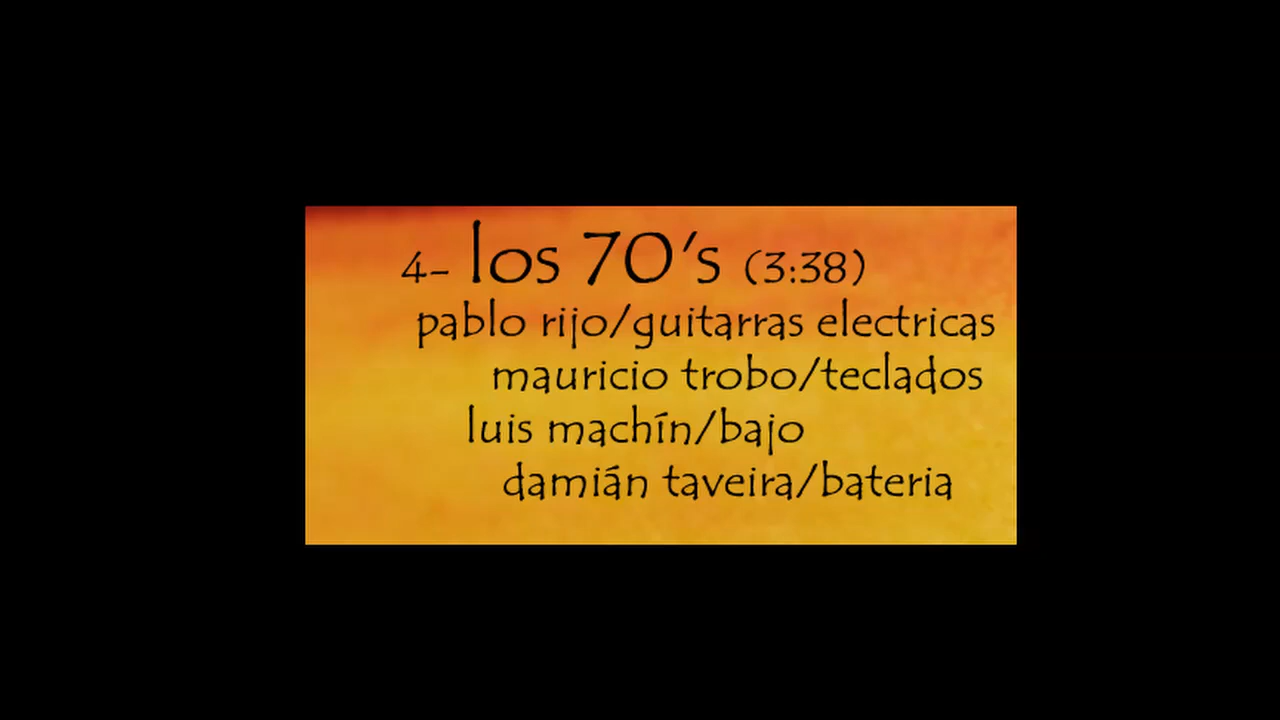 4- los 70's (3:38)
pablo rijo/guitarras electricas
mauricio trobo/teclados
luis machín/bajo
damián taveira/bateria